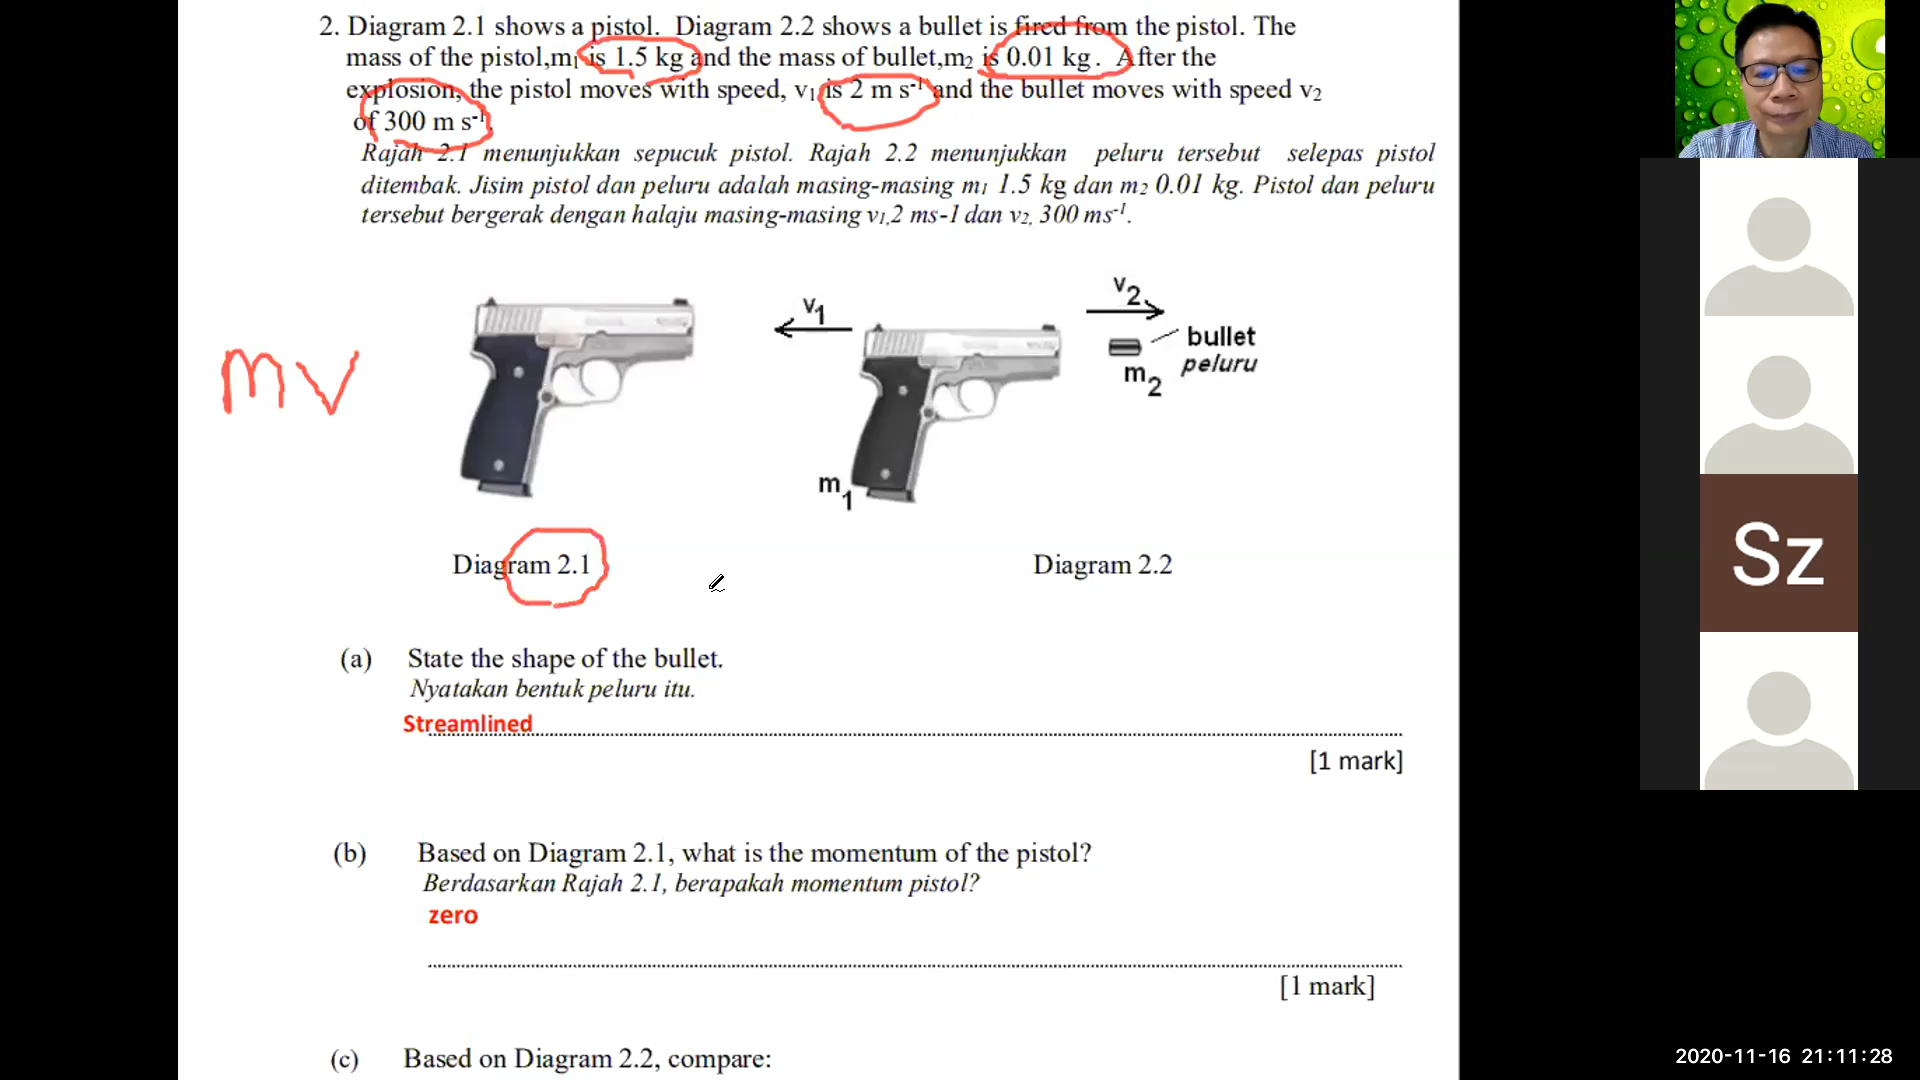 2. Diagram 2.1 shows a pistol. Diagram 2.2 shows a bullet is fired from the pistol. The
mass of the pistol,m1 is 1.5 kg and the mass of bullet,m2 is 0.01 kg. After the
explosion, the pistol moves with speed, v1 is 2 m s-1 and the bullet moves with speed v2
of 300 m s-1.
Rajah 2.1 menunjukkan sepucuk pistol. Rajah 2.2 menunjukkan peluru tersebut selepas pistol
ditembak. Jisim pistol dan peluru adalah masing-masing m1 1.5 kg dan m2 0.01 kg. Pistol dan peluru
tersebut bergerak dengan halaju masing-masing v1,2 ms-1 dan v2, 300 ms-1.
mv
v1
v2
bullet
peluru
m2
m1
Diagram 2.1
Diagram 2.2
(a) State the shape of the bullet.
Nyatakan bentuk peluru itu.
Streamlined
[1 mark]
(b) Based on Diagram 2.1, what is the momentum of the pistol?
Berdasarkan Rajah 2.1, berapakah momentum pistol?
zero
[1 mark]
(c) Based on Diagram 2.2, compare:
Sz
2020-11-16 21:11:28